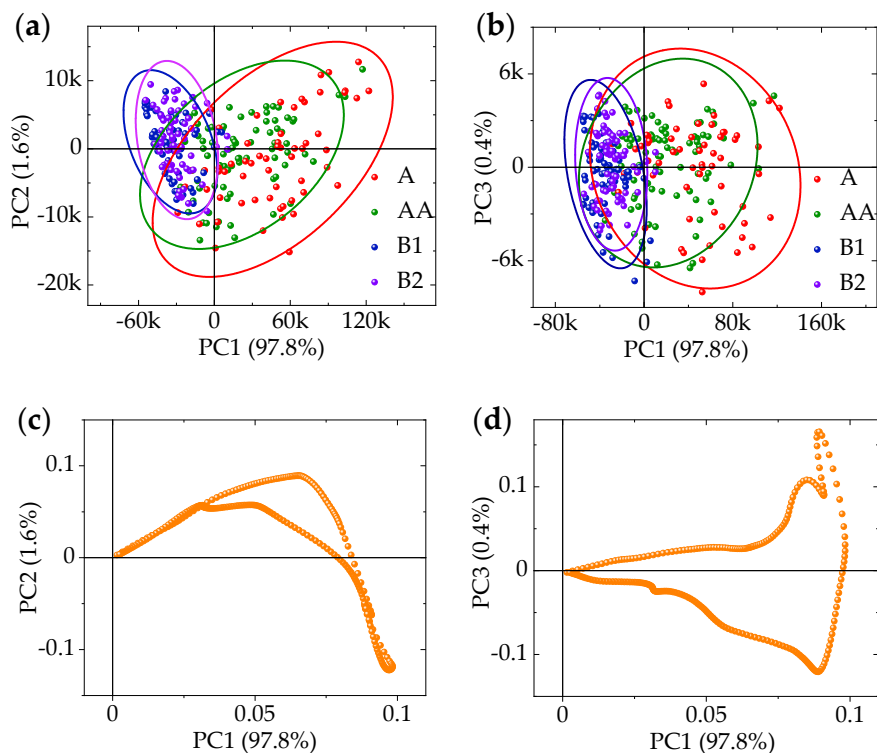 (a)
PC2 (1.6%)
10k
0
-10k
-20k
-60k 0 60k 120k
PC1 (97.8%)
A
AA
B1
B2
(b)
PC3 (0.4%)
6k
0
-6k
-80k 0 80k 160k
PC1 (97.8%)
A
AA
B1
B2
(c)
PC2 (1.6%)
0.1
0
-0.1
0 0.05 0.1
PC1 (97.8%)
(d)
PC3 (0.4%)
0.1
0
-0.1
0 0.05 0.1
PC1 (97.8%)